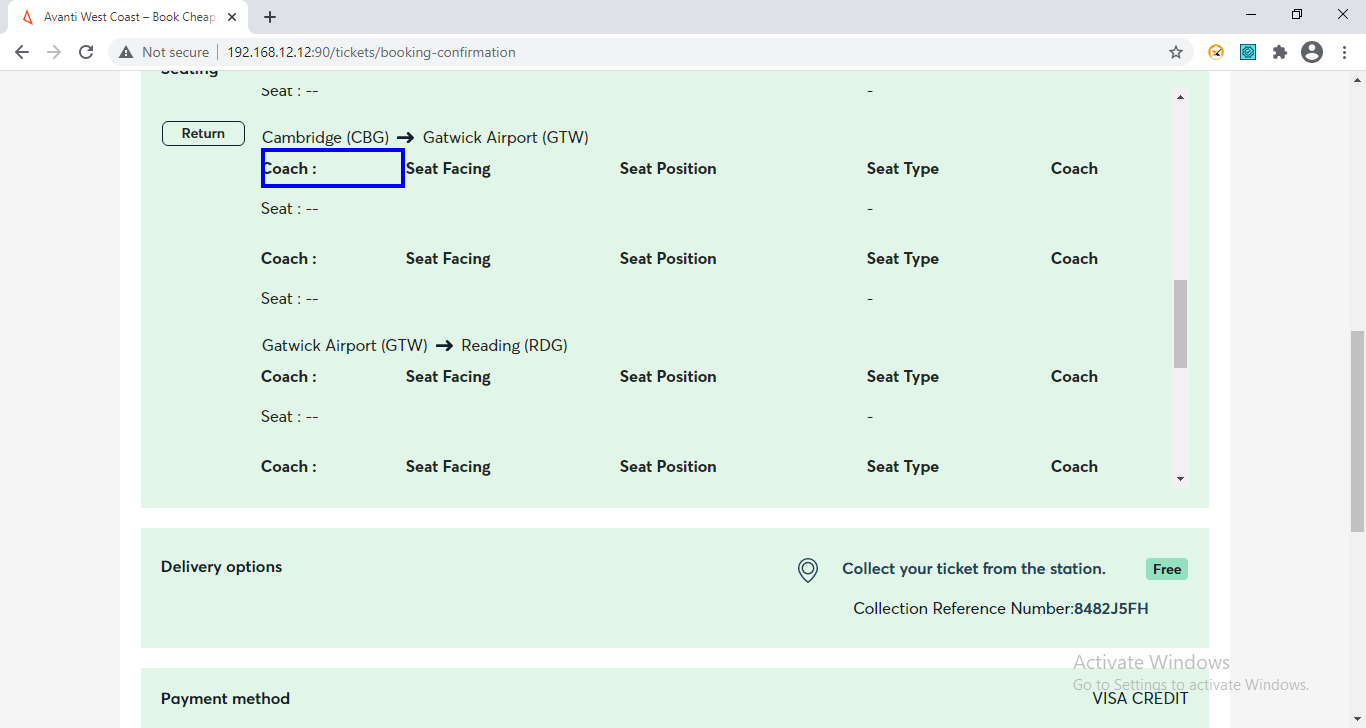 Avanti West Coast – Book Cheap
Not secure
192.168.12.12:90/tickets/booking-confirmation
Seating
Seat : -- -
Return
Cambridge (CBG) ➔ Gatwick Airport (GTW)
Coach : Seat Facing Seat Position Seat Type Coach
Seat : -- -
Coach : Seat Facing Seat Position Seat Type Coach
Seat : -- -
Gatwick Airport (GTW) ➔ Reading (RDG)
Coach : Seat Facing Seat Position Seat Type Coach
Seat : -- -
Coach : Seat Facing Seat Position Seat Type Coach
Delivery options
Collect your ticket from the station. Free
Collection Reference Number:8482J5FH
Activate Windows
Go to Settings to activate Windows.
Payment method VISA CREDIT